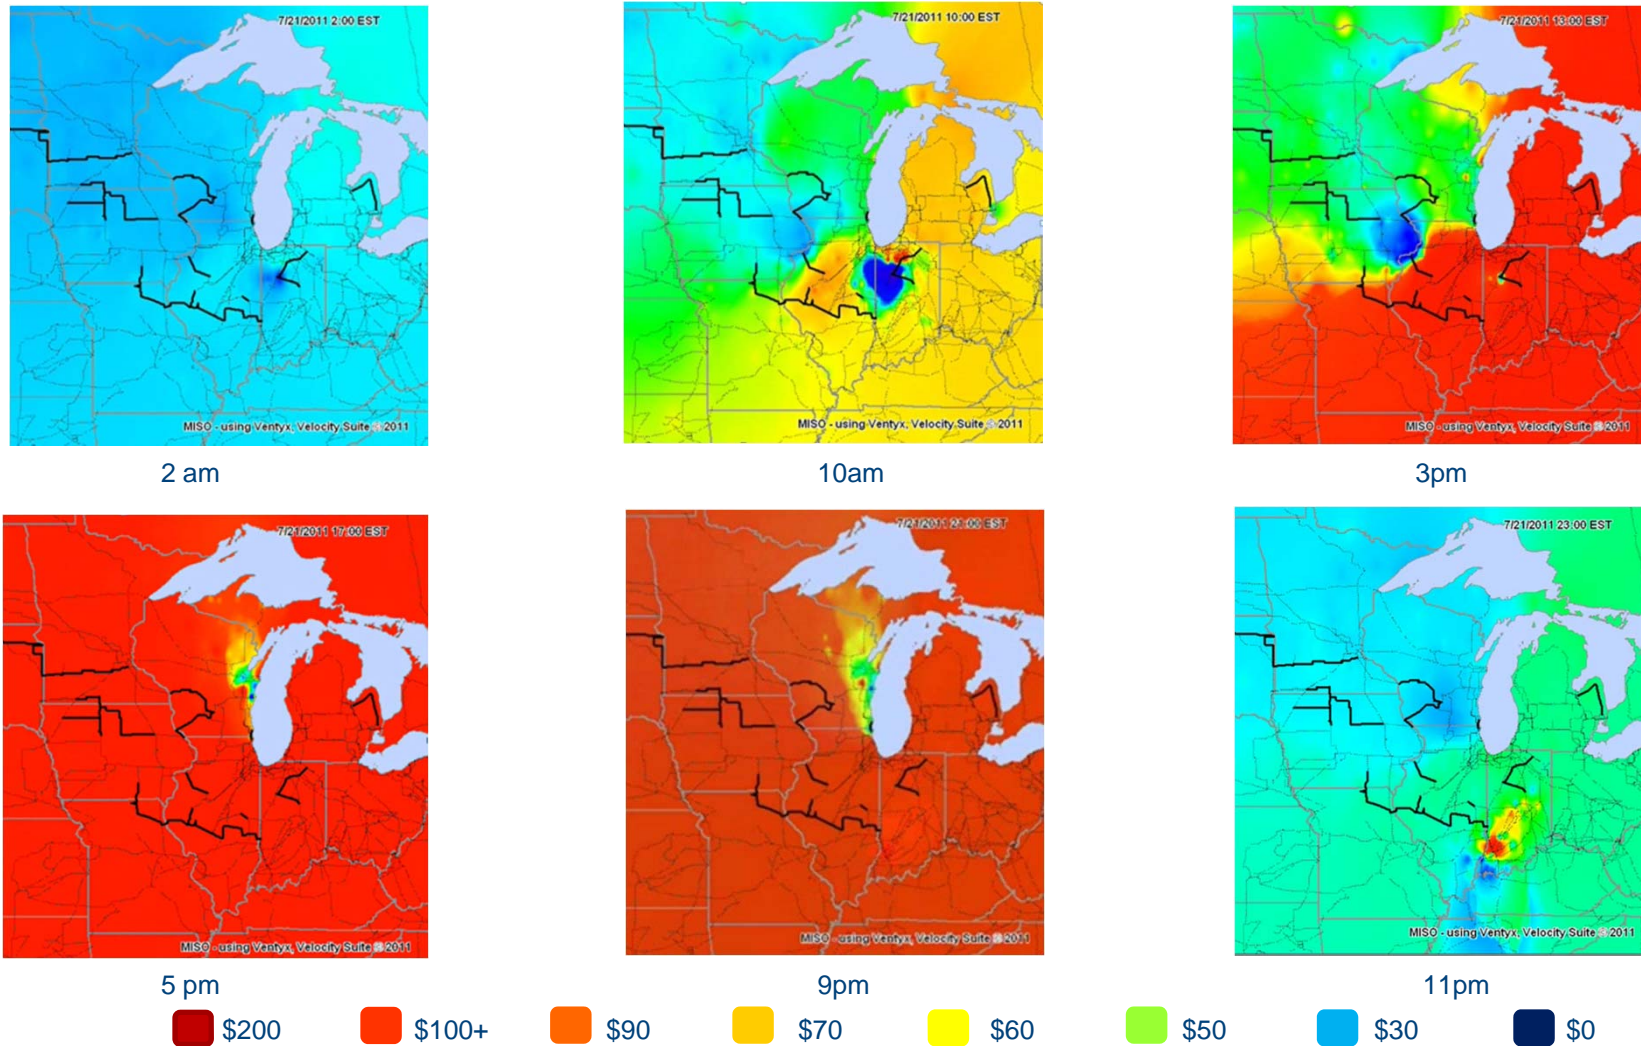 7/21/2011 2:00 EST
7/21/2011 10:00 EST
7/21/2011 13:00 EST
MISO - using Ventyx, Velocity Suite © 2011
MISO - using Ventyx, Velocity Suite © 2011
MISO - using Ventyx, Velocity Suite © 2011
2 am
10am
3pm
7/21/2011 17:00 EST
7/21/2011 21:00 EST
7/21/2011 23:00 EST
MISO - using Ventyx, Velocity Suite © 2011
MISO - using Ventyx, Velocity Suite © 2011
MISO - using Ventyx, Velocity Suite © 2011
5 pm
9pm
11pm
$200
$100+
$90
$70
$60
$50
$30
$0